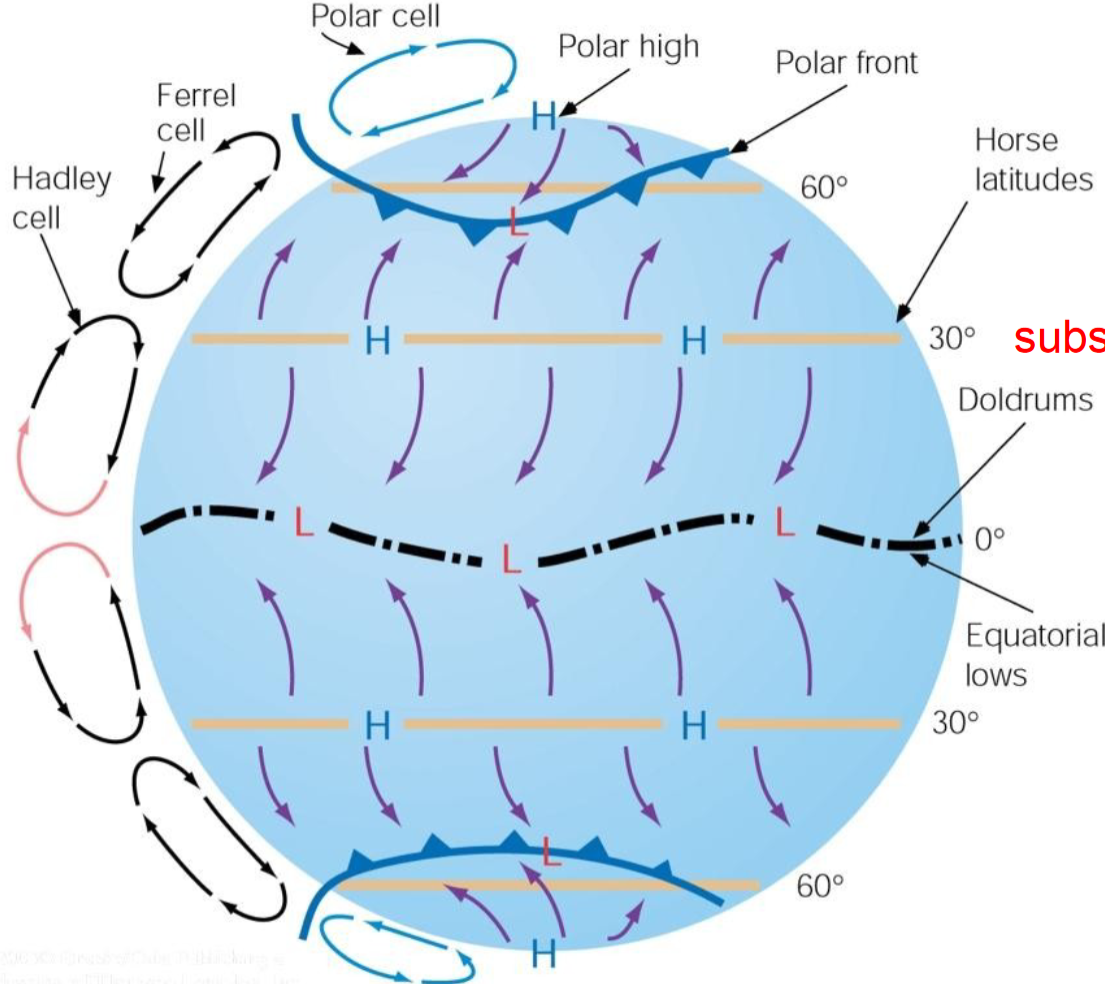 Polar cell
Polar high
Polar front
Ferrel
cell
Horse
latitudes
Hadley
cell
H
60°
L
30°
H
H
subs
Doldrums
L
L
L
0°
Equatorial
lows
H
H
30°
L
60°
H